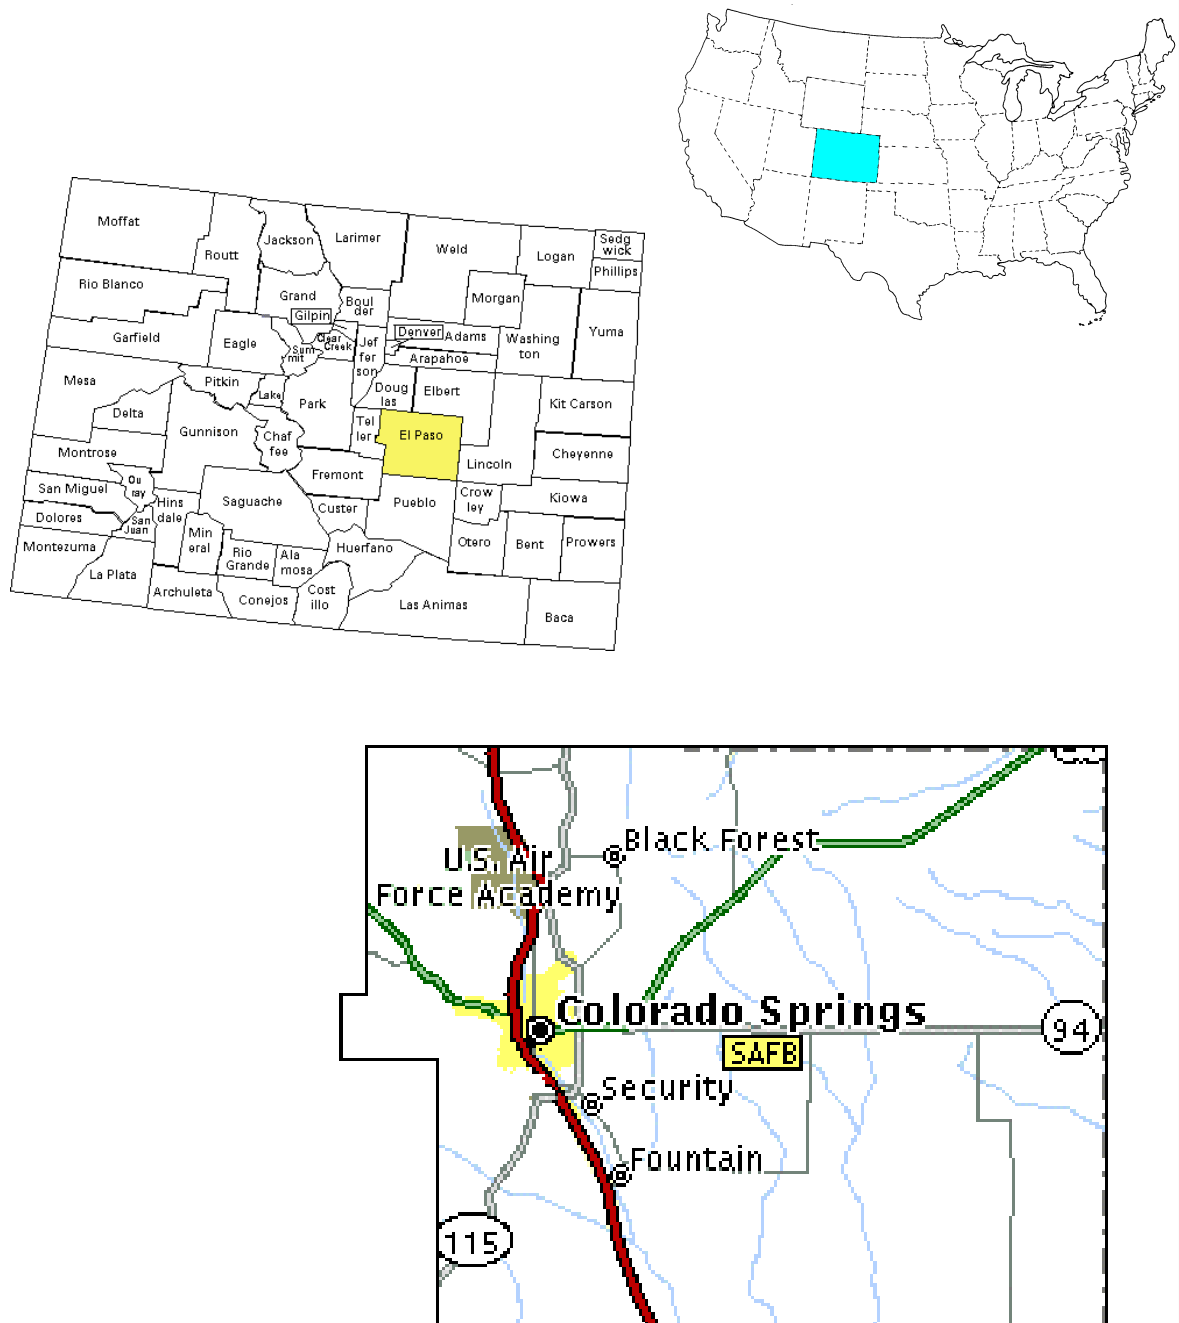 Moffat
Routt
Jackson
Larimer
Weld
Logan
Sedg
wick
Phillips
Rio Blanco
Grand
Boul
der
Morgan
Gilpin
Garfield
Eagle
Sum
mit
Clear
Creek
Jef
fer
son
Denver
Adams
Arapahoe
Washing
ton
Yuma
Mesa
Pitkin
Lake
Park
Doug
las
Elbert
Kit Carson
Delta
Gunnison
Chaf
fee
Tel
ler
El Paso
Lincoln
Cheyenne
Montrose
Fremont
San Miguel
Ou
ray
Hins
dale
Saguache
Custer
Pueblo
Crow
ley
Kiowa
Dolores
San
Juan
Min
eral
Rio
Grande
Ala
mosa
Huerfano
Otero
Bent
Prowers
Montezuma
La Plata
Archuleta
Conejos
Cost
illo
Las Animas
Baca
Black Forest
U.S. Air
Force Academy
Colorado Springs
94
SAFB
Security
Fountain
115